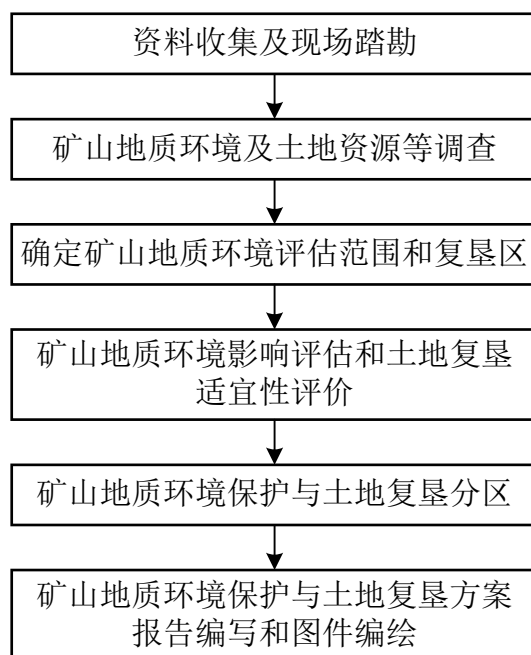 资料收集及现场踏勘
矿山地质环境及土地资源等调查
确定矿山地质环境评估范围和复垦区
矿山地质环境影响评估和土地复垦
适宜性评价
矿山地质环境保护与土地复垦分区
矿山地质环境保护与土地复垦方案
报告编写和图件编绘